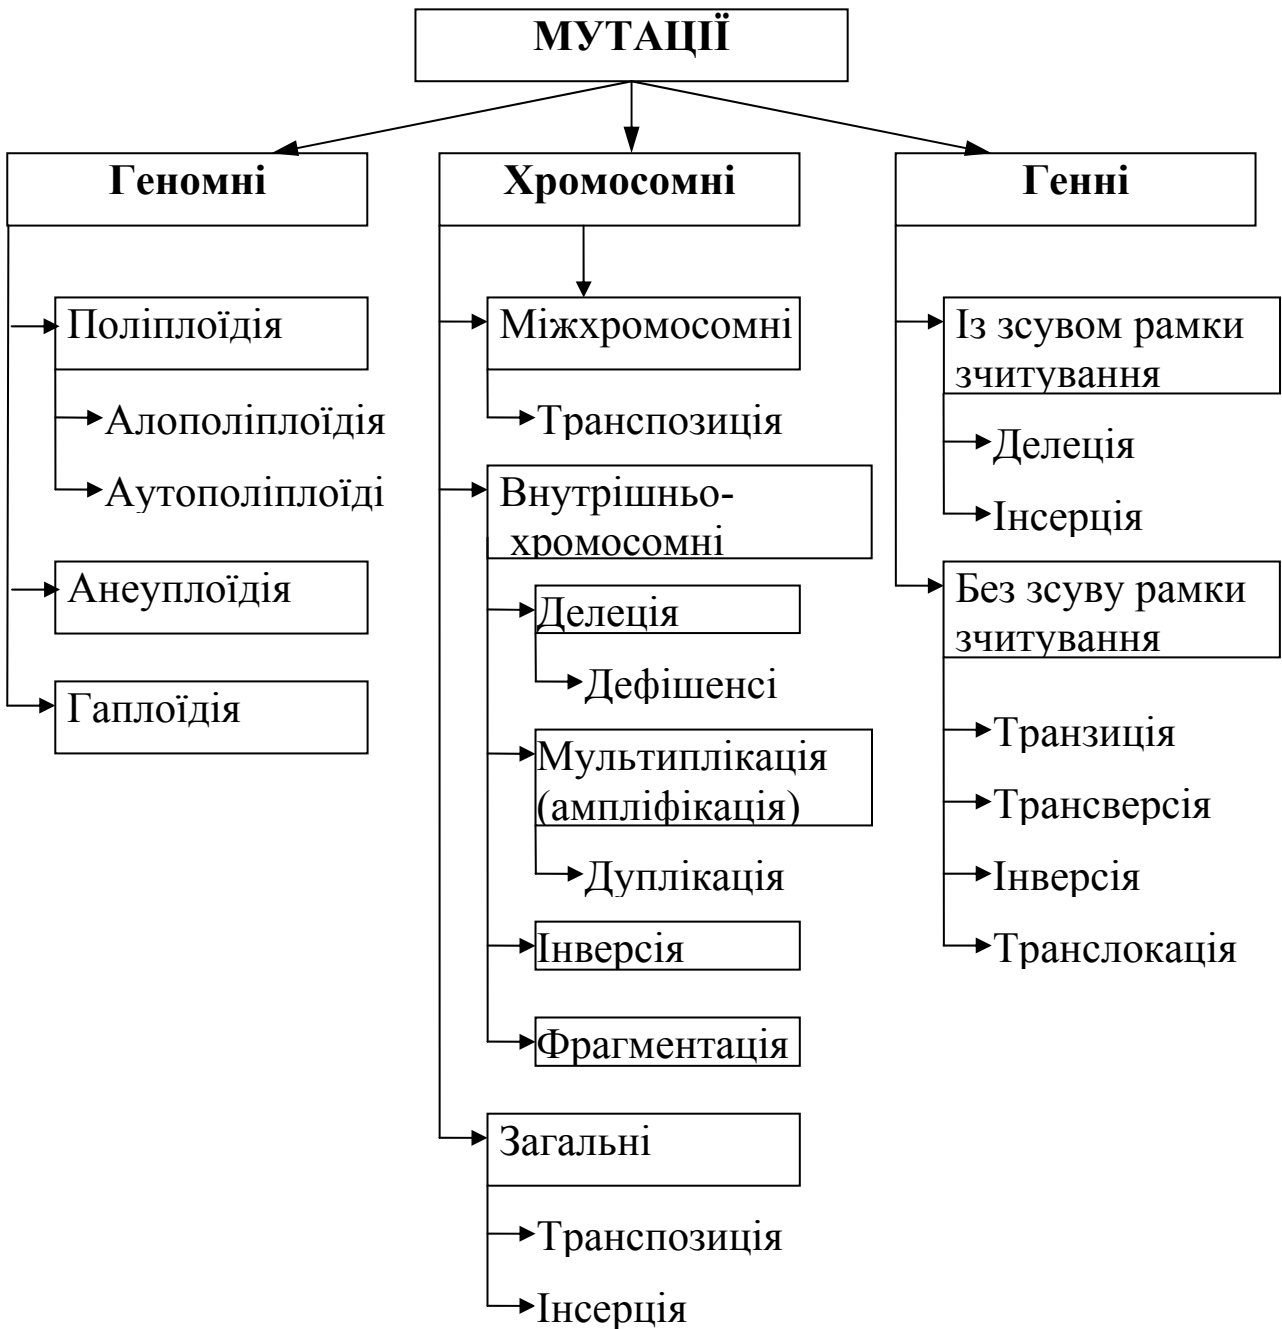 МУТАЦІЇ
Геномні
Поліплоїдія
Алополіплоїдія
Аутополіплоїді
Анеуплоїдія
Гаплоїдія
Хромосомні
Міжхромосомні
Транспозиція
Внутрішньо-
хромосомні
Делеція
Дефішенсі
Мультиплікація
(ампліфікація)
Дуплікація
Інверсія
Фрагментація
Загальні
Транспозиція
Інсерція
Генні
Із зсувом рамки
зчитування
Делеція
Інсерція
Без зсуву рамки
зчитування
Транзиція
Трансверсія
Інверсія
Транслокація